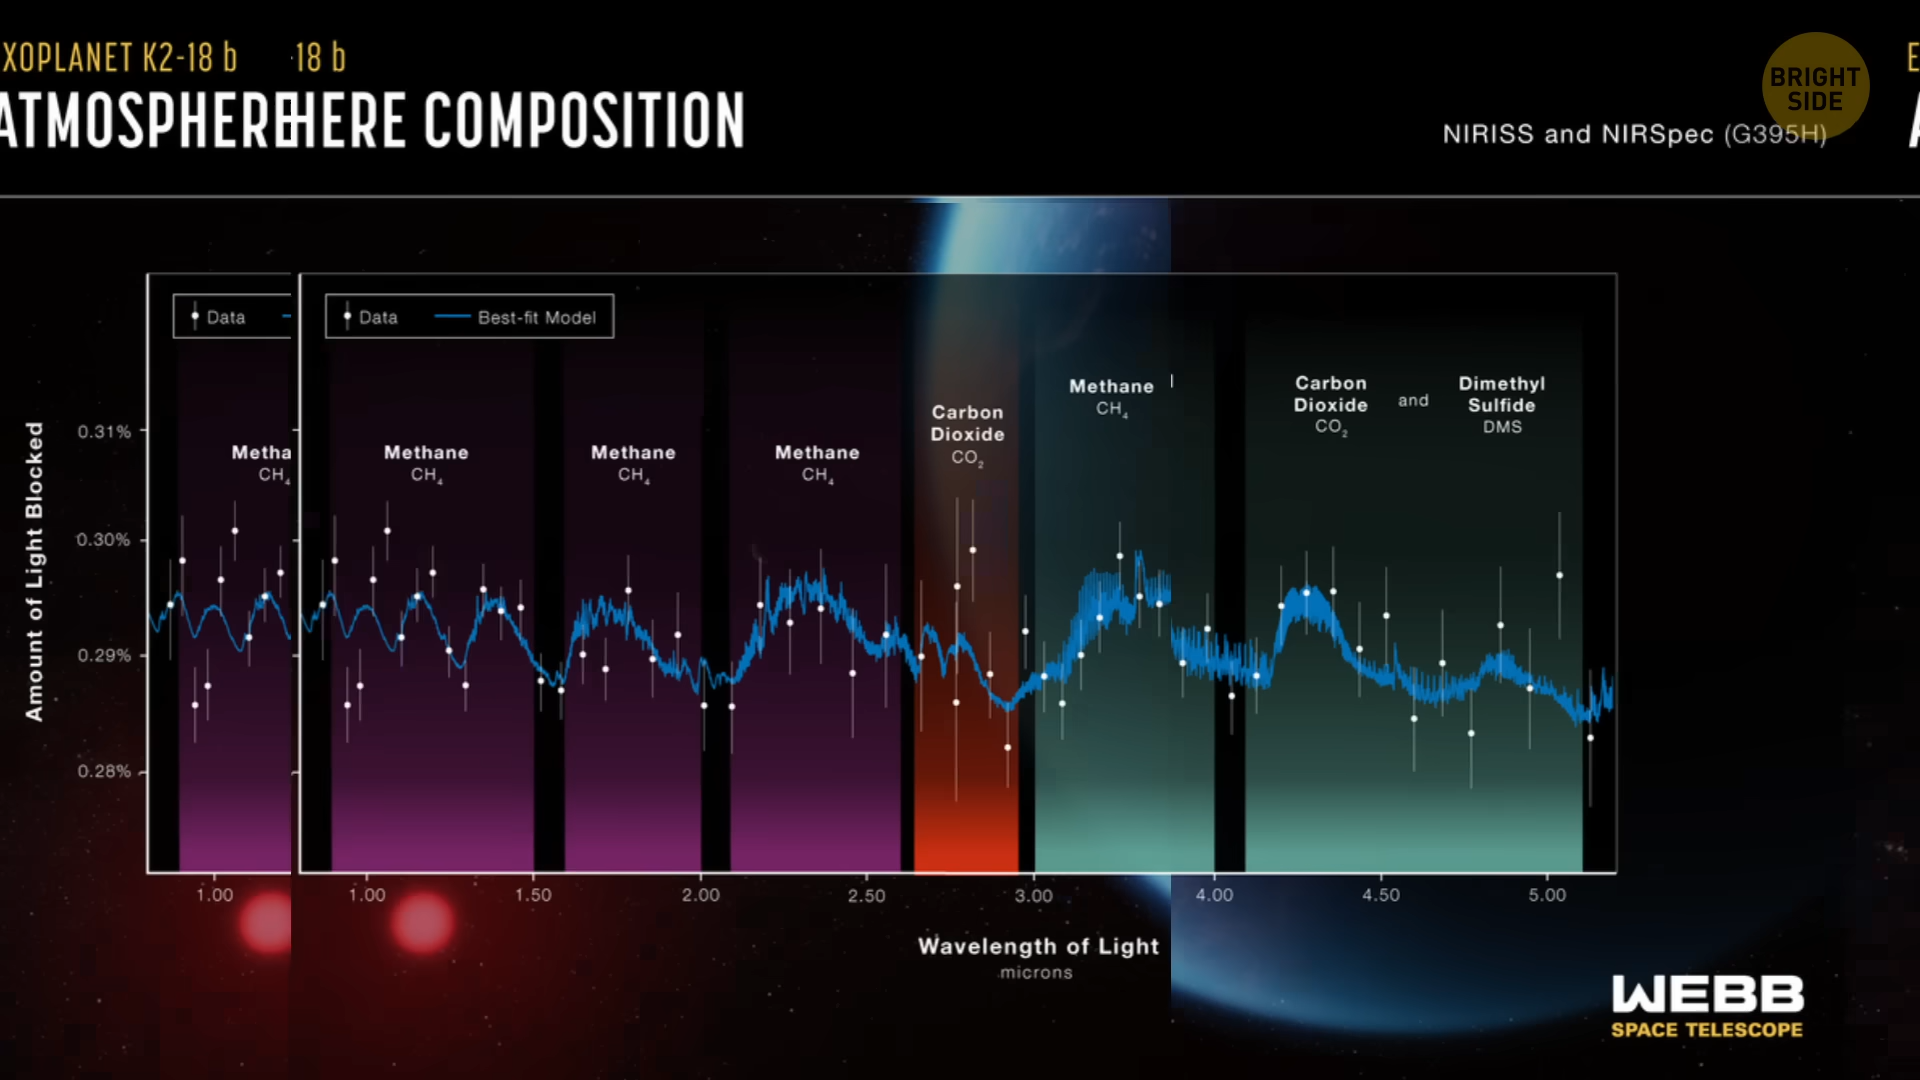 XOPLANET K2-18 b
18 b
ATMOSPHERE
HERE COMPOSITION
BRIGHT
SIDE
NIRISS and NIRSpec (G395H)
Data
Data
Best-fit Model
Metha
CH4
Methane
CH4
Methane
CH4
Methane
CH4
Carbon
Dioxide
CO2
Methane
CH4
Carbon
Dioxide
CO2
and
Dimethyl
Sulfide
DMS
Amount of Light Blocked
0.31%
0.30%
0.29%
0.28%
1.00
1.00
1.50
2.00
2.50
3.00
4.00
4.50
5.00
Wavelength of Light
microns
WEBB
SPACE TELESCOPE